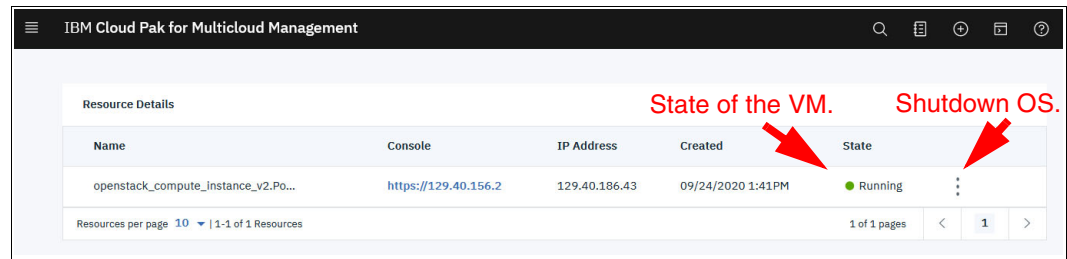 IBM Cloud Pak for Multicloud Management
Resource Details
State of the VM.
Shutdown OS.
Name Console IP Address Created State
openstack_compute_instance_v2.Po... https://129.40.156.2 129.40.186.43 09/24/2020 1:41PM Running
Resources per page 10 | 1-1 of 1 Resources 1 of 1 pages < 1 >